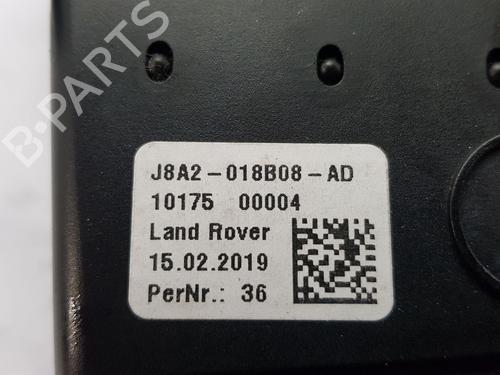 B-PARTS
J8A2-018B08-AD
10175 00004
Land Rover
15.02.2019
PerNr.: 36